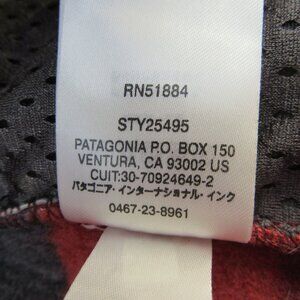 RN51884
STY25495
PATAGONIA P.O. BOX 150
VENTURA, CA 93002 US
CUIT:30-70924649-2
パタゴニア・インターナショナル・インク
0467-23-8961